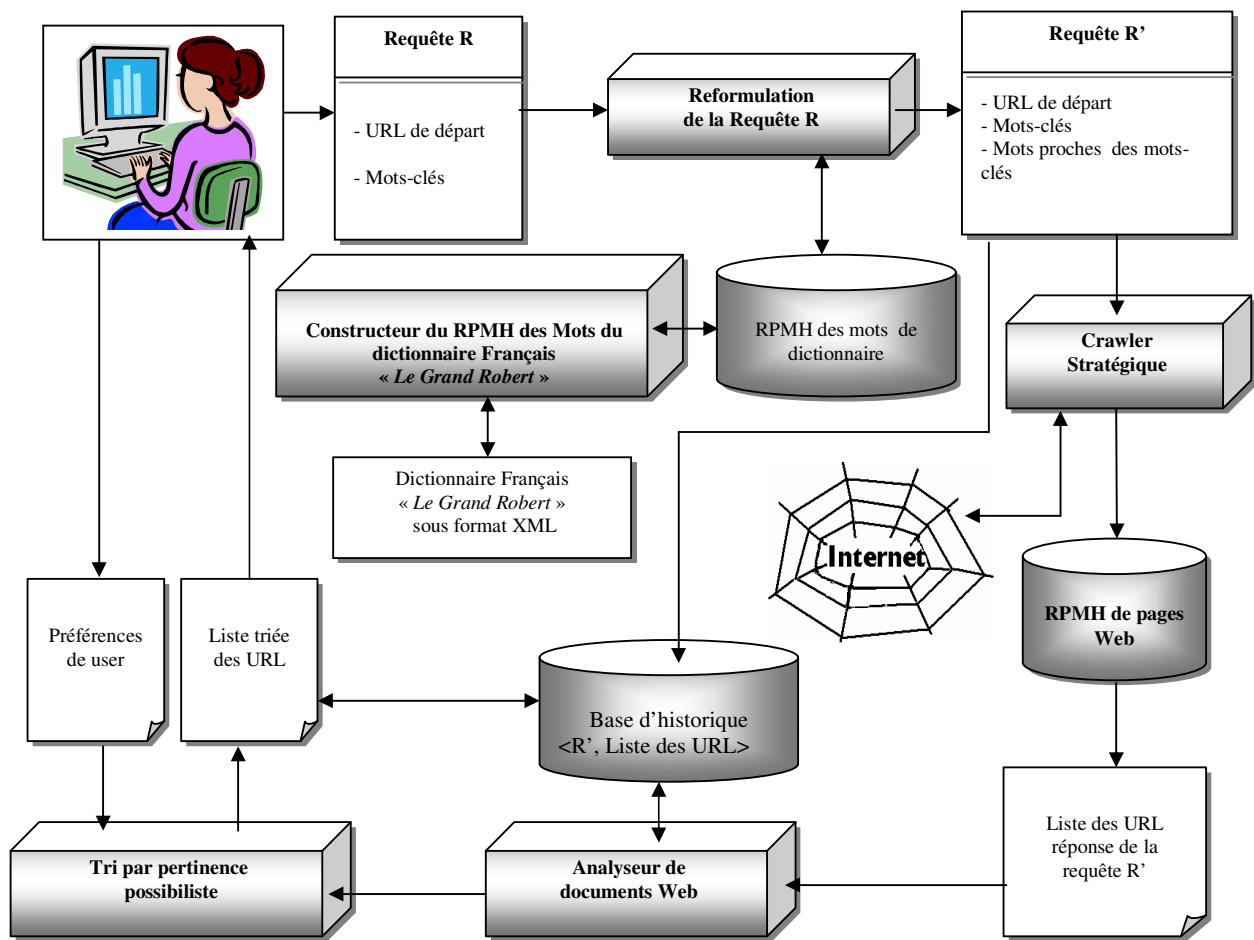 Requête R
- URL de départ
- Mots-clés
Reformulation
de la Requête R
Requête R’
- URL de départ
- Mots-clés
- Mots proches des mots-
clés
Constructeur du RPMH des Mots du
dictionnaire Français
« Le Grand Robert »
RPMH des mots de
dictionnaire
Crawler
Stratégique
Dictionnaire Français
« Le Grand Robert »
sous format XML
Internet
RPMH de pages
Web
Préférences
de user
Liste triée
des URL
Base d’historique
<R’, Liste des URL>
Liste des URL
réponse de la
requête R’
Tri par pertinence
possibiliste
Analyseur de
documents Web